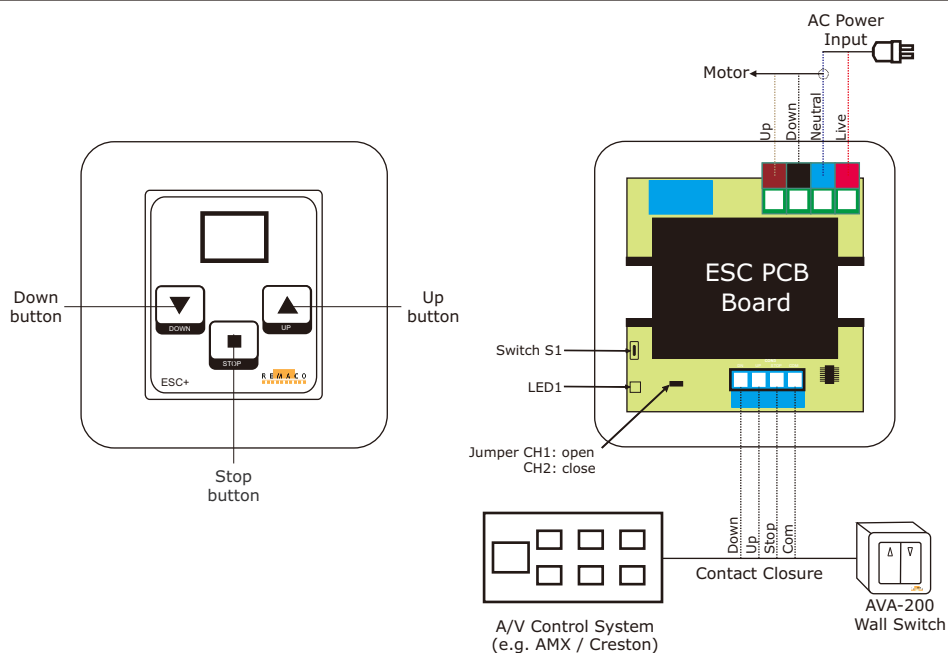 AC Power
Input
Motor
Up
Down
Neutral
Live
ESC PCB
Board
Down
button
DOWN
UP
STOP
Up
button
ESC+
REMACO
Stop
button
Switch S1
LED1
Jumper CH1: open
CH2: close
Down
Up
Stop
Com
Contact Closure
A/V Control System
(e.g. AMX / Creston)
AVA-200
Wall Switch